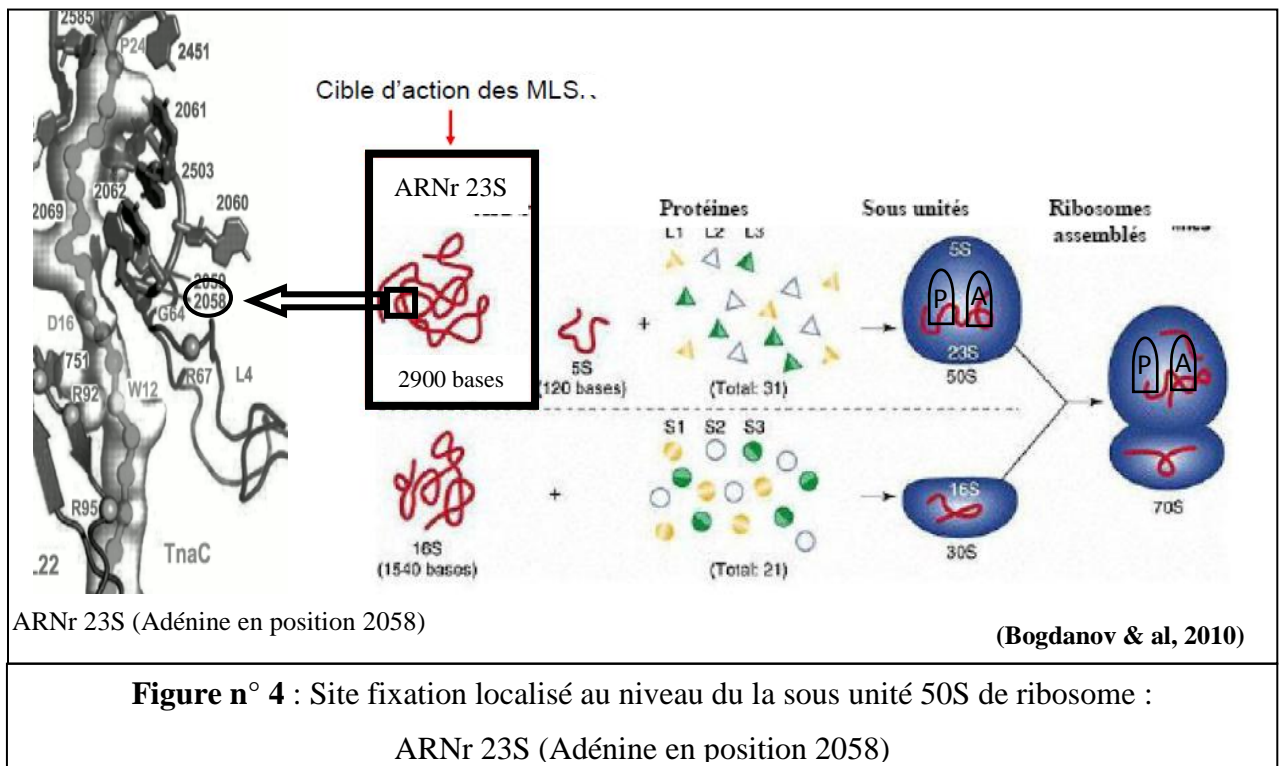 2585
P24
2451
2061
2503
2062
2060
2069
2059
2058
G64
D16
751
R67
L4
R92
W12
R95
.22
TnaC
Cible d'action des MLS.
ARNr 23S
2900 bases
5S
(120 bases)
+
Protéines
L1 L2 L3
(Total: 31)
Sous unités
5S
P A
23S
50S
Ribosomes
assemblés
P A
70S
16S
(1540 bases)
+
S1 S2 S3
(Total: 21)
16S
30S
ARNr 23S (Adénine en position 2058)
(Bogdanov & al, 2010)
Figure n° 4 : Site fixation localisé au niveau du la sous unité 50S de ribosome :
ARNr 23S (Adénine en position 2058)